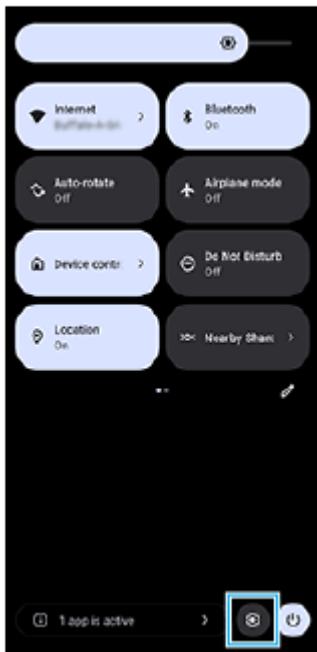 Internet
Bluetooth
On
Auto-rotate
Off
Airplane mode
Off
Device contr
Do Not Disturb
Off
Location
On
Nearby Share
1 app is active